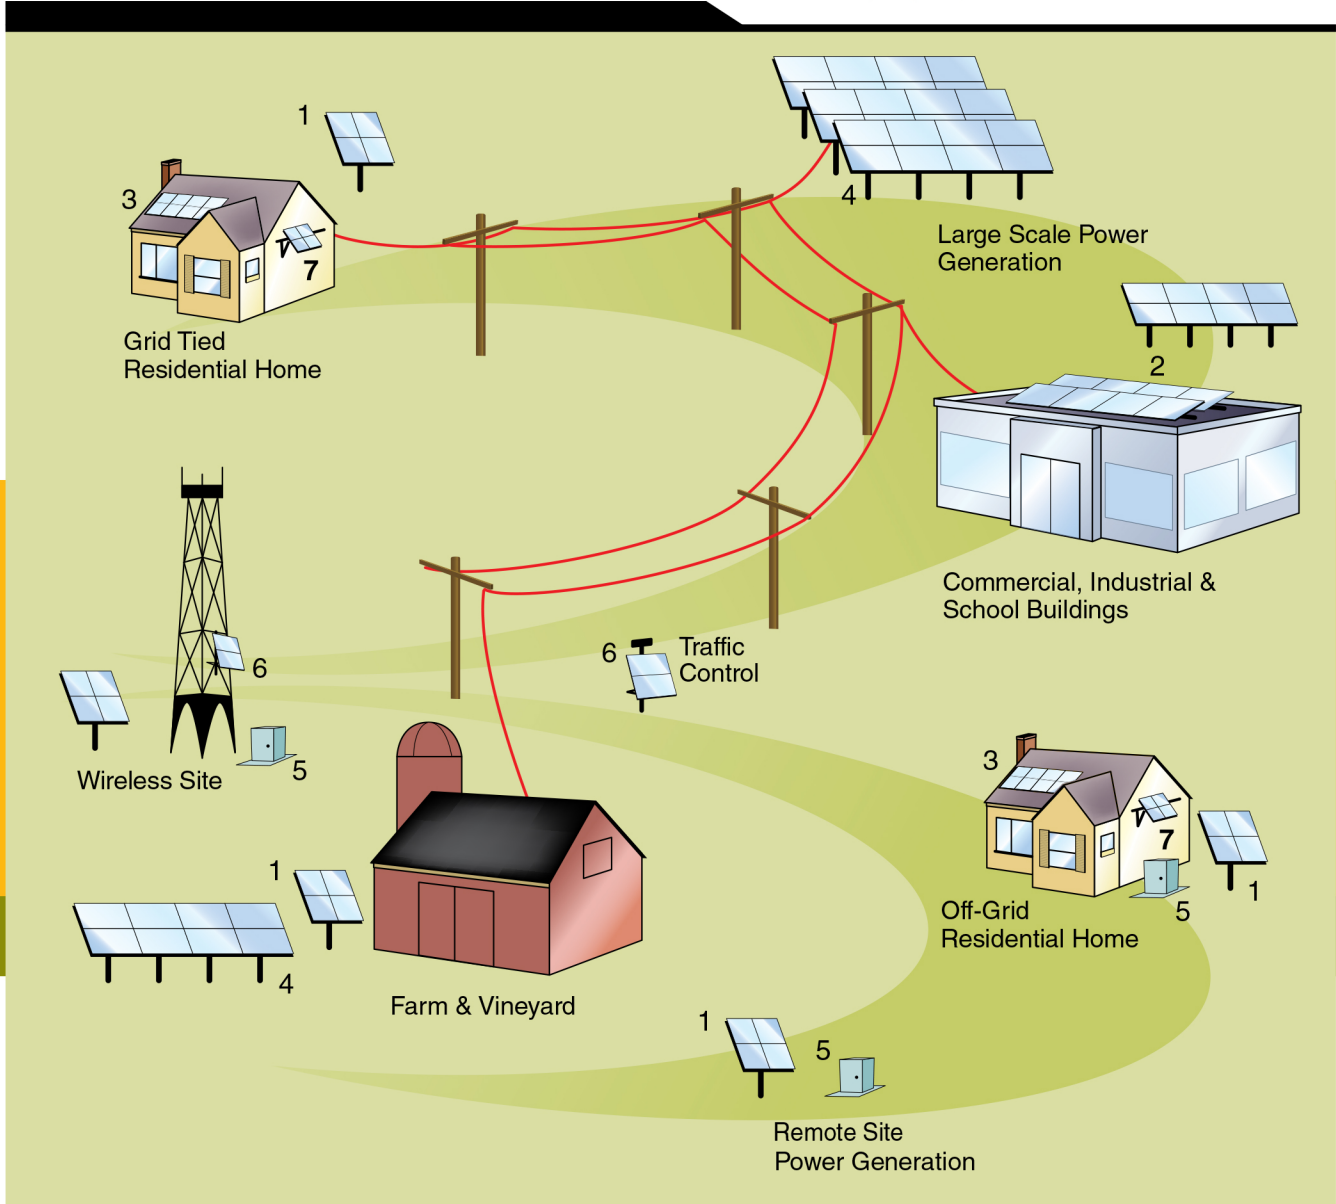 1
3
7
Grid Tied
Residential Home
4
Large Scale Power
Generation
2
Commercial, Industrial &
School Buildings
6
5
Wireless Site
6
Traffic
Control
1
4
Farm & Vineyard
3
7
1
5
Off-Grid
Residential Home
1
5
Remote Site
Power Generation